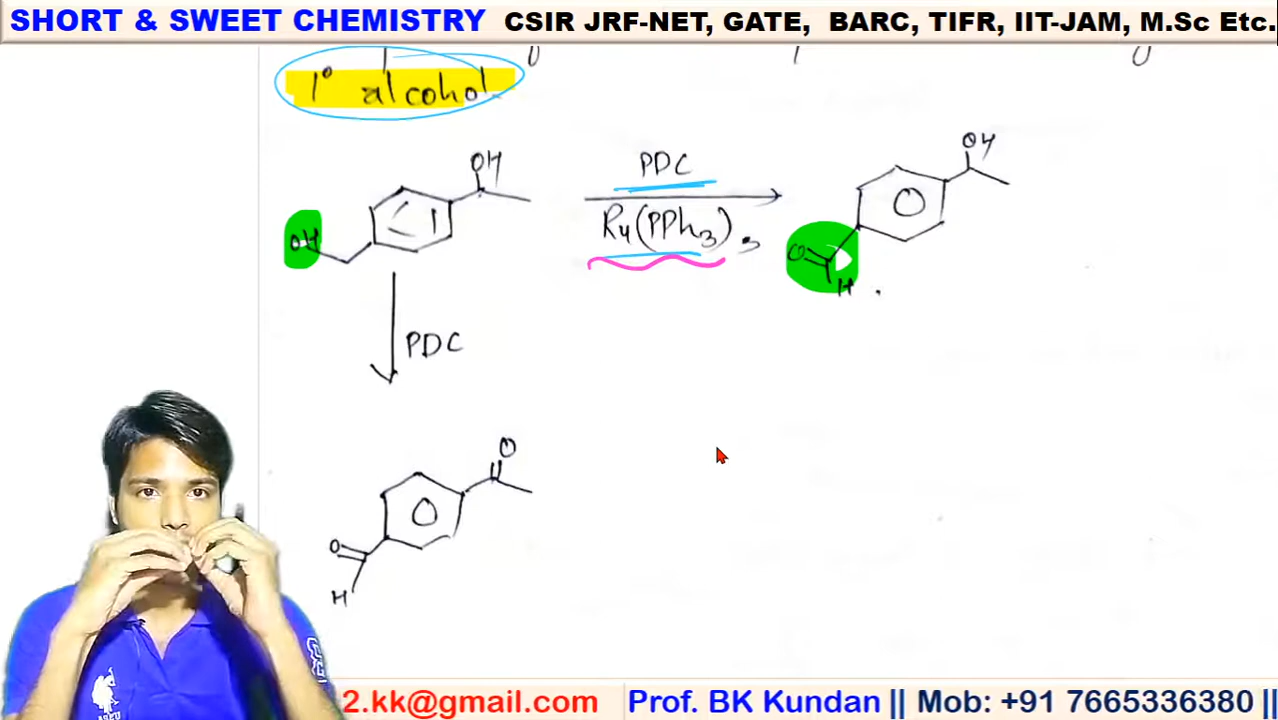 SHORT & SWEET CHEMISTRY CSIR JRF-NET, GATE, BARC, TIFR, IIT-JAM, M.Sc Etc.
1° alcohol
OH
OH
PDC
Ru(PPh3)3
OH
O
H
PDC
O
O
H
2.kk@gmail.com Prof. BK Kundan || Mob: +91 7665336380 ||